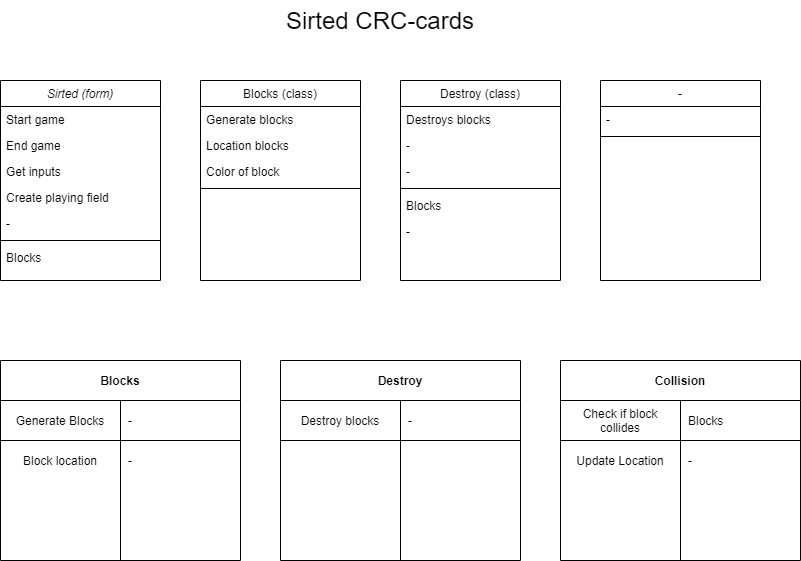 Sirted CRC-cards
Sirted (form)
Start game
End game
Get inputs
Create playing field
-
Blocks
Blocks (class)
Generate blocks
Location blocks
Color of block
Destroy (class)
Destroys blocks
-
-
Blocks
-
-
-
Blocks
Generate Blocks
-
Block location
-
Destroy
Destroy blocks
-
Collision
Check if block
collides
Blocks
Update Location
-